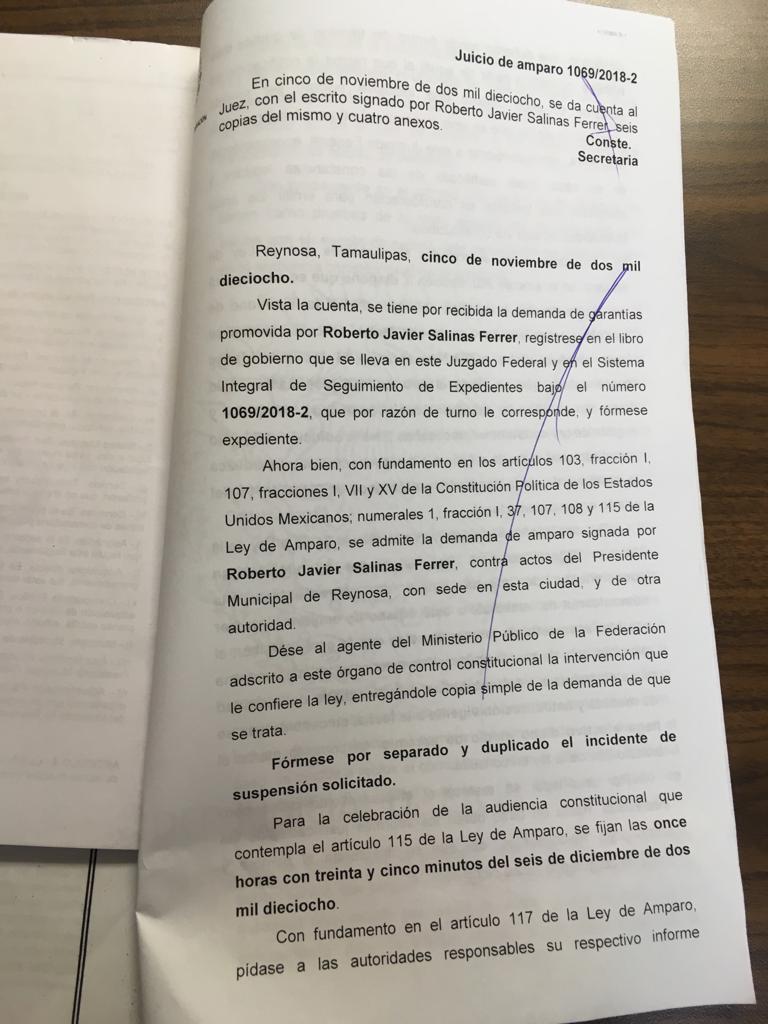 Juicio de amparo 1069/2018-2
En cinco de noviembre de dos mil dieciocho, se da cuenta al
Juez, con el escrito signado por Roberto Javier Salinas Ferrer, seis
copias del mismo y cuatro anexos.
Conste.
Secretaria
Reynosa, Tamaulipas, cinco de noviembre de dos mil
dieciocho.
Vista la cuenta, se tiene por recibida la demanda de garantías
promovida por Roberto Javier Salinas Ferrer, regístrese en el libro
de gobierno que se lleva en este Juzgado Federal y en el Sistema
Integral de Seguimiento de Expedientes bajo el número
1069/2018-2, que por razón de turno le corresponde, y fórmese
expediente.
Ahora bien, con fundamento en los artículos 103, fracción I,
107, fracciones I, VII y XV de la Constitución Política de los Estados
Unidos Mexicanos; numerales 1, fracción I, 37, 107, 108 y 115 de la
Ley de Amparo, se admite la demanda de amparo signada por
Roberto Javier Salinas Ferrer, contra actos del Presidente
Municipal de Reynosa, con sede en esta ciudad, y de otra
autoridad.
Dése al agente del Ministerio Público de la Federación
adscrito a este órgano de control constitucional la intervención que
le confiere la ley, entregándole copia simple de la demanda de que
se trata.
Fórmese por separado y duplicado el incidente de
suspensión solicitado.
Para la celebración de la audiencia constitucional que
contempla el artículo 115 de la Ley de Amparo, se fijan las once
horas con treinta y cinco minutos del seis de diciembre de dos
mil dieciocho.
Con fundamento en el artículo 117 de la Ley de Amparo,
pídase a las autoridades responsables su respectivo informe